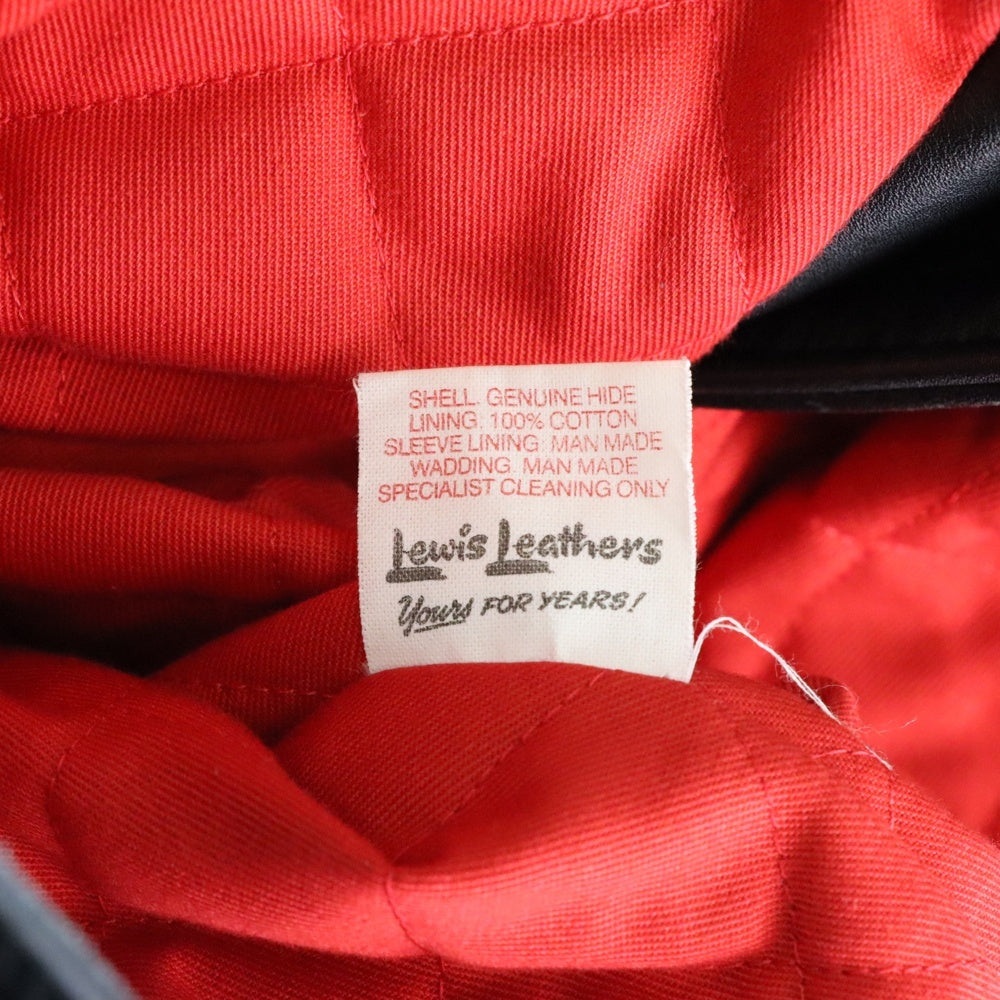 SHELL. GENUINE HIDE
LINING: 100% COTTON
SLEEVE LINING: MAN MADE
WADDING: MAN MADE
SPECIALIST CLEANING ONLY
Lewis Leathers
Yours FOR YEARS!